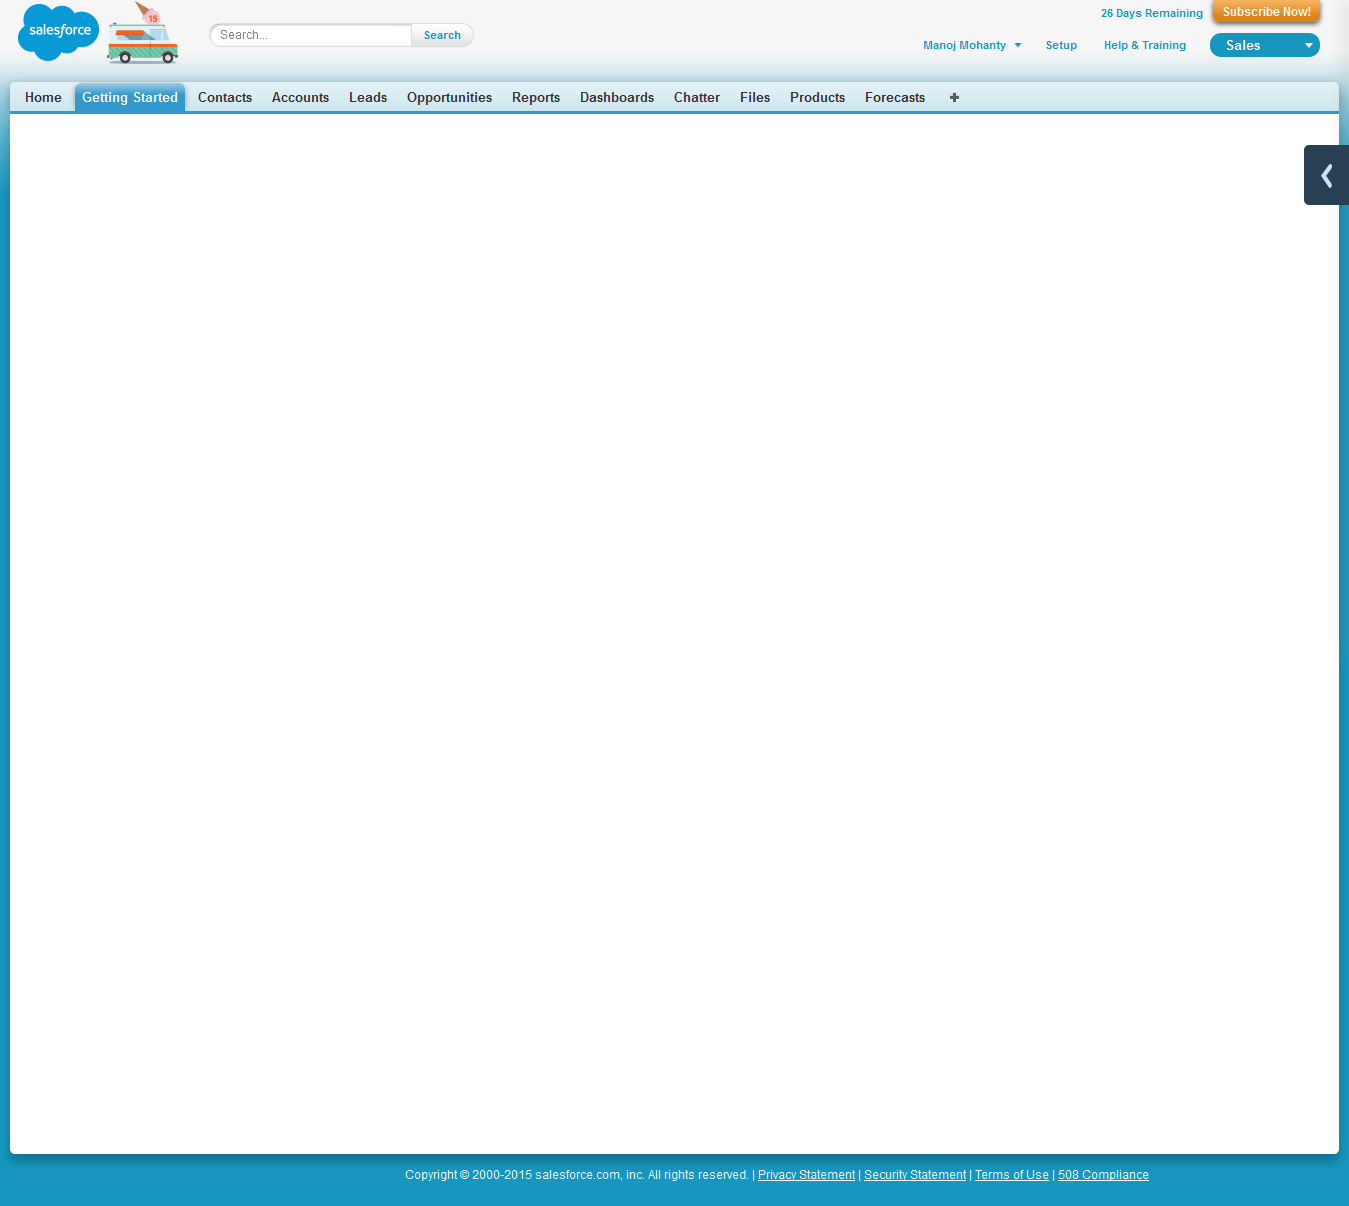 salesforce
15
Search...
Search
26 Days Remaining
Subscribe Now!
Manoj Mohanty
Setup
Help & Training
Sales
Home Getting Started Contacts Accounts Leads Opportunities Reports Dashboards Chatter Files Products Forecasts +
Copyright © 2000-2015 salesforce.com, inc. All rights reserved. | Privacy Statement | Security Statement | Terms of Use | 508 Compliance